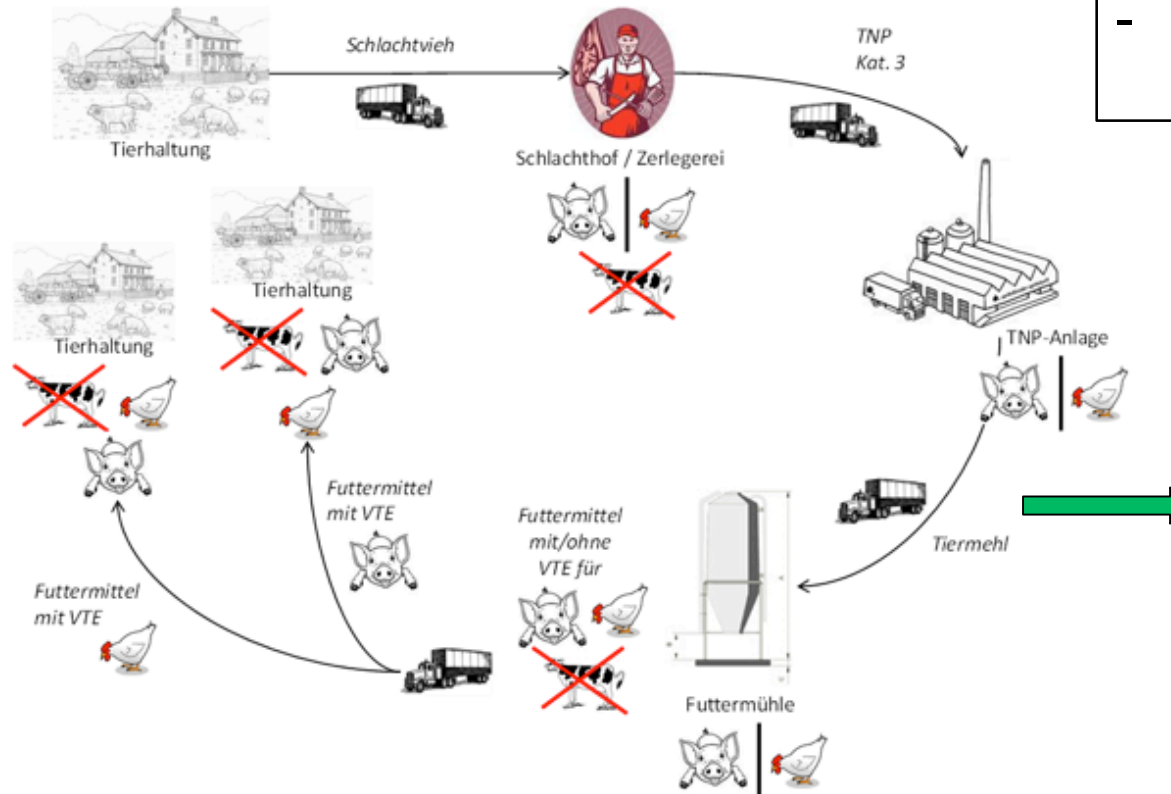 -
Schlachtvieh
TNP
Kat. 3
Tierhaltung
Schlachthof / Zerlegerei
Tierhaltung
Tierhaltung
TNP-Anlage
Futtermittel
mit VTE
Futtermittel
mit/ohne
VTE für
Tiermehl
Futtermittel
mit VTE
Futtermühle